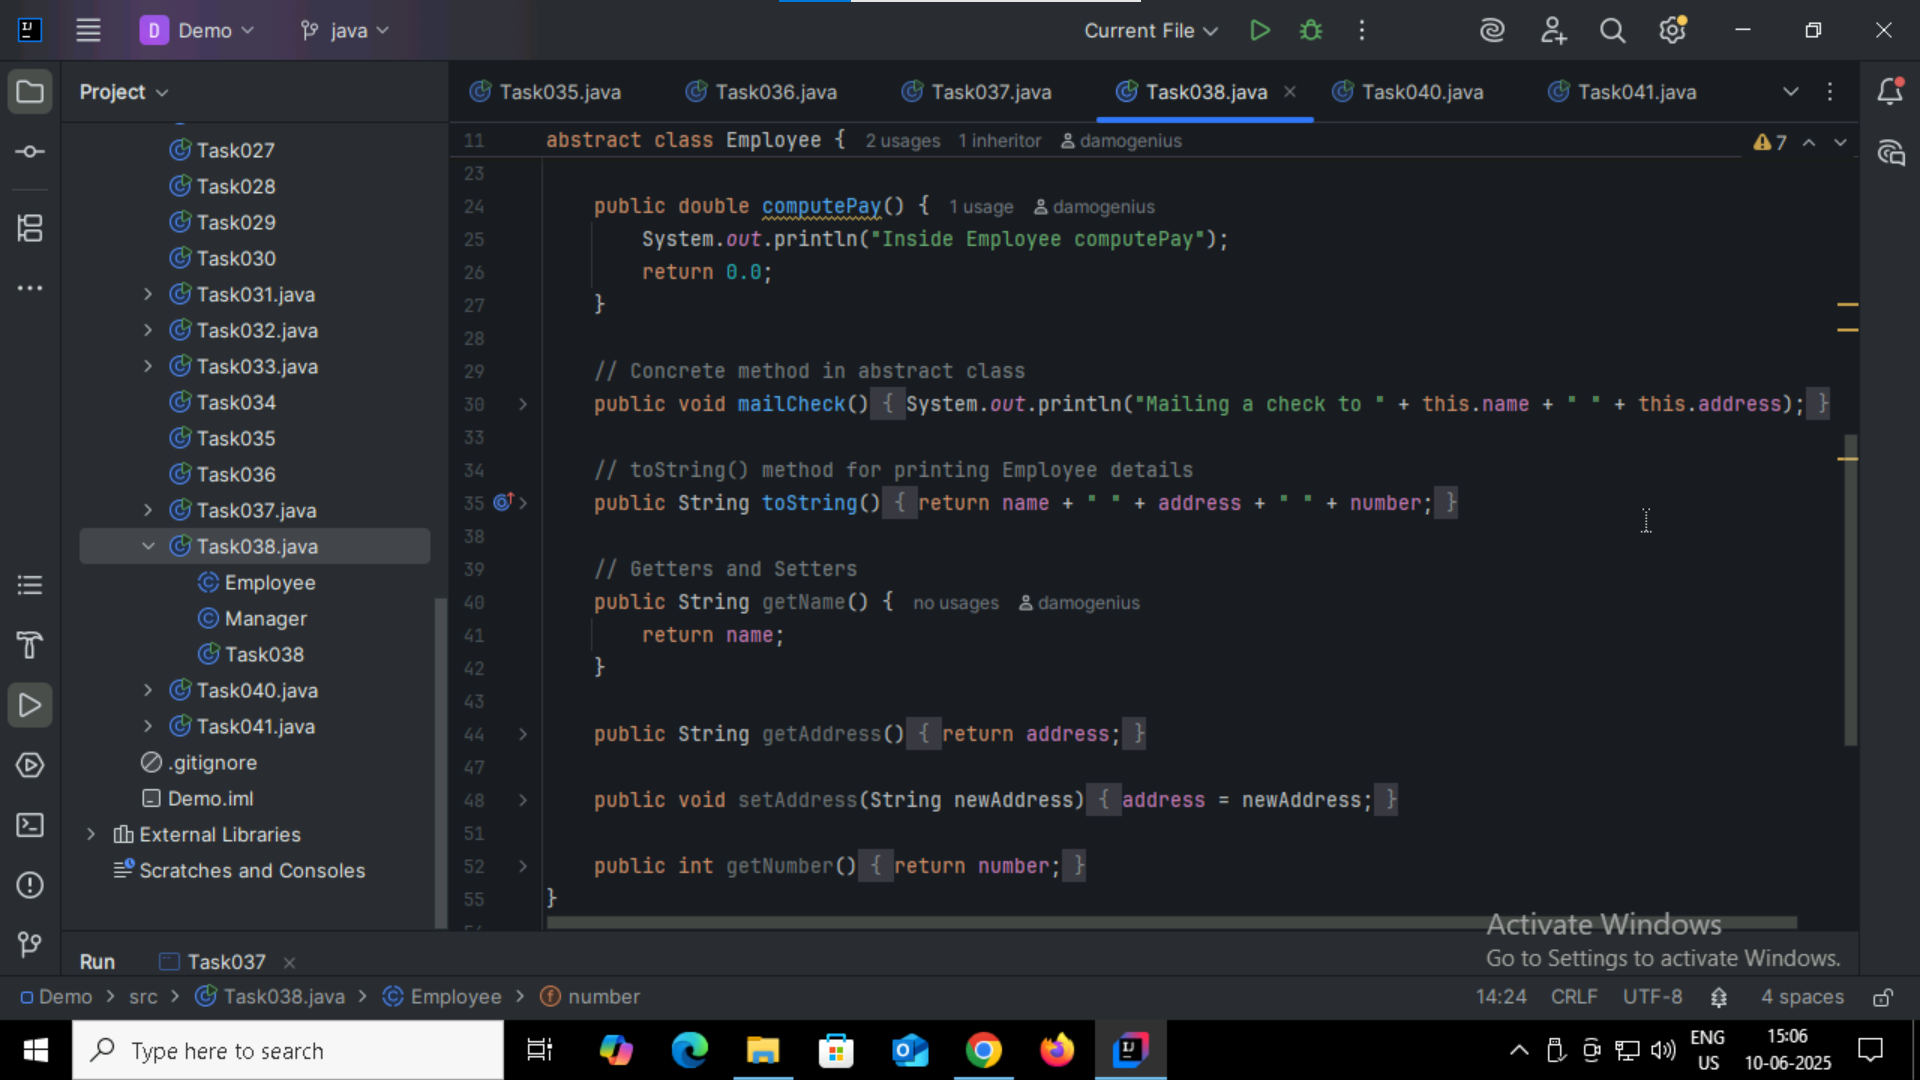 D Demo java Current File
Project
Task035.java Task036.java Task037.java Task038.java Task040.java Task041.java
Task027
Task028
Task029
Task030
Task031.java
Task032.java
Task033.java
Task034
Task035
Task036
Task037.java
Task038.java
Employee
Manager
Task038
Task040.java
Task041.java
.gitignore
Demo.iml
External Libraries
Scratches and Consoles
11 abstract class Employee { 2 usages 1 inheritor damogenius 7
23
24 public double computePay() { 1 usage damogenius
25 System.out.println("Inside Employee computePay");
26 return 0.0;
27 }
28
29 // Concrete method in abstract class
30 public void mailCheck() { System.out.println("Mailing a check to " + this.name + " " + this.address); }
33
34 // toString() method for printing Employee details
35 public String toString() { return name + " " + address + " " + number; }
38
39 // Getters and Setters
40 public String getName() { no usages damogenius
41 return name;
42 }
43
44 public String getAddress() { return address; }
47
48 public void setAddress(String newAddress) { address = newAddress; }
51
52 public int getNumber() { return number; }
55 }
Activate Windows
Go to Settings to activate Windows.
Run Task037
Demo > src > Task038.java > Employee > number 14:24 CRLF UTF-8 4 spaces
Type here to search
ENG
US
15:06
10-06-2025